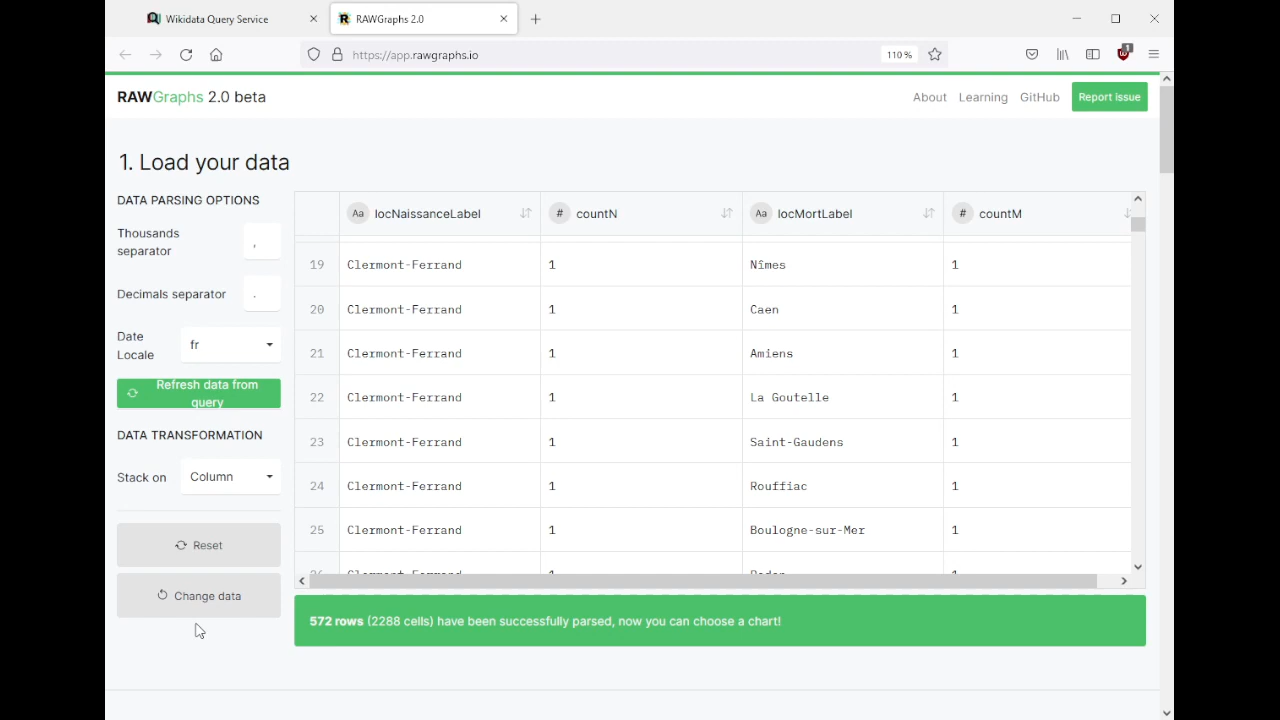 Wikidata Query Service
RAWGraphs 2.0
https://app.rawgraphs.io
110 %
1
RAWGraphs 2.0 beta
About Learning GitHub Report issue
1. Load your data
DATA PARSING OPTIONS
Thousands
separator
,
Decimals separator
.
Date
Locale
fr
Refresh data from
query
DATA TRANSFORMATION
Stack on
Column
Reset
Change data
Aa locNaissanceLabel # countN Aa locMortLabel # countM
19 Clermont-Ferrand 1 Nîmes 1
20 Clermont-Ferrand 1 Caen 1
21 Clermont-Ferrand 1 Amiens 1
22 Clermont-Ferrand 1 La Goutelle 1
23 Clermont-Ferrand 1 Saint-Gaudens 1
24 Clermont-Ferrand 1 Rouffiac 1
25 Clermont-Ferrand 1 Boulogne-sur-Mer 1
572 rows (2288 cells) have been successfully parsed, now you can choose a chart!